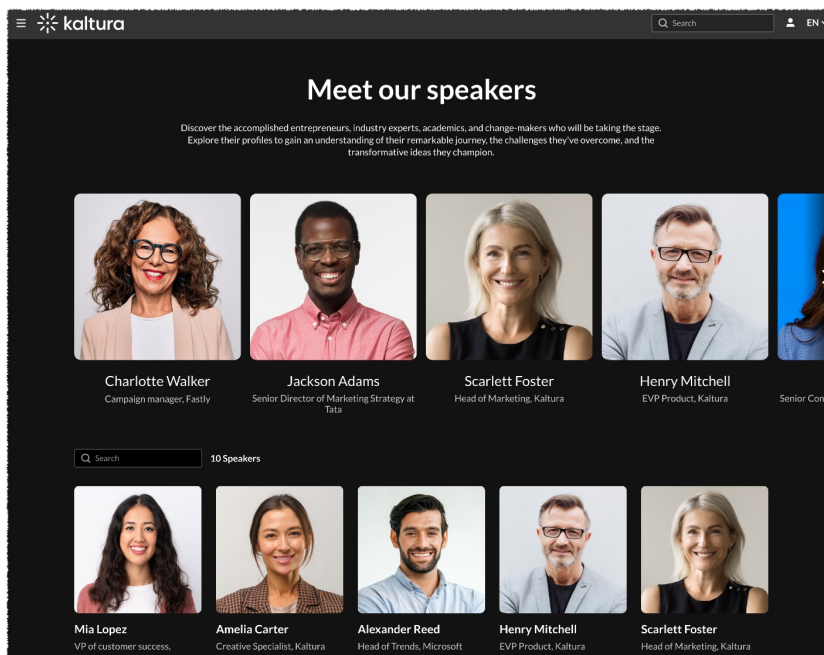 kaltura
Search
EN
Meet our speakers
Discover the accomplished entrepreneurs, industry experts, academics, and change-makers who will be taking the stage.
Explore their profiles to gain an understanding of their remarkable journey, the challenges they've overcome, and the
transformative ideas they champion.
Charlotte Walker
Campaign manager, Fastly
Jackson Adams
Senior Director of Marketing Strategy at
Tata
Scarlett Foster
Head of Marketing, Kaltura
Henry Mitchell
EVP Product, Kaltura
Senior Con
Search
10 Speakers
Mia Lopez
VP of customer success,
Amelia Carter
Creative Specialist, Kaltura
Alexander Reed
Head of Trends, Microsoft
Henry Mitchell
EVP Product, Kaltura
Scarlett Foster
Head of Marketing, Kaltura